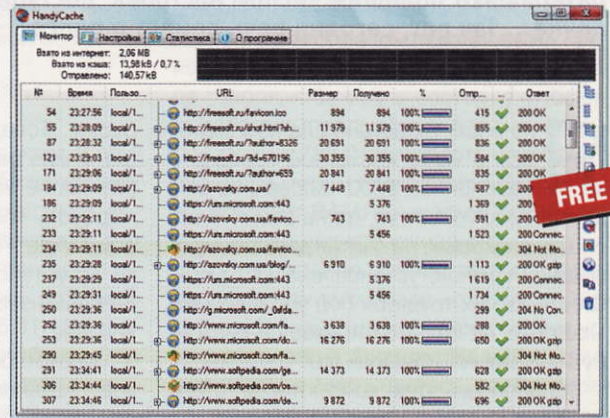 HandyCache
Монитор Настройки Статистика О программе
Взято из интернет: 2,06 MB
Взято из кэша: 13,98 kB / 0,7 %
Отправлено: 140,57 kB
№ Время Пользо... URL Размер Получено % Отпр... ... Ответ
54 23:27:56 local/1... http://freesoft.ru/favicon.ico 894 894 100% 415 200 OK
55 23:28:09 local/1... http://freesoft.ru/shot.html?sh... 11 979 11 979 100% 855 200 OK
87 23:28:32 local/1... http://freesoft.ru/?author=8326 20 691 20 691 100% 836 200 OK
121 23:29:03 local/1... http://freesoft.ru/?id=670196 30 355 30 355 100% 584 200 OK
171 23:29:06 local/1... http://freesoft.ru/?author=659 20 841 20 841 100% 835 200 OK
184 23:29:09 local/1... http://azovsky.com.ua/ 7 448 7 448 100% 587
186 23:29:09 local/1... https://urs.microsoft.com:443 5 376 1 369
232 23:29:11 local/1... http://azovsky.com.ua/favico... 743 743 100% 591
233 23:29:11 local/1... https://urs.microsoft.com:443 5 456 1 523 200 Connec...
234 23:29:11 local/1... http://azovsky.com.ua/favico... 304 Not Mo...
235 23:29:28 local/1... http://azovsky.com.ua/blog/... 6 910 6 910 100% 1 113 200 OK gzip
237 23:29:29 local/1... https://urs.microsoft.com:443 5 376 1 619 200 Connec...
249 23:29:31 local/1... https://urs.microsoft.com:443 5 456 1 734 200 Connec...
250 23:29:36 local/1... 299 204 No Con...
252 23:29:36 local/1... http://www.microsoft.com/fa... 3 638 3 638 100% 288 200 OK
253 23:29:36 local/1... http://www.microsoft.com/do... 16 276 16 276 100% 650 200 OK gzip
290 23:29:45 local/1... http://www.microsoft.com/fa... 304 Not Mo...
291 23:34:41 local/1... http://www.softpedia.com/ge... 14 373 14 373 100% 628 200 OK gzip
306 23:34:44 local/1... http://www.softpedia.com/os... 582 304 Not Mo...
307 23:34:46 local/1... http://www.softpedia.com/de... 9 872 9 872 100% 696 200 OK gzip
FREE